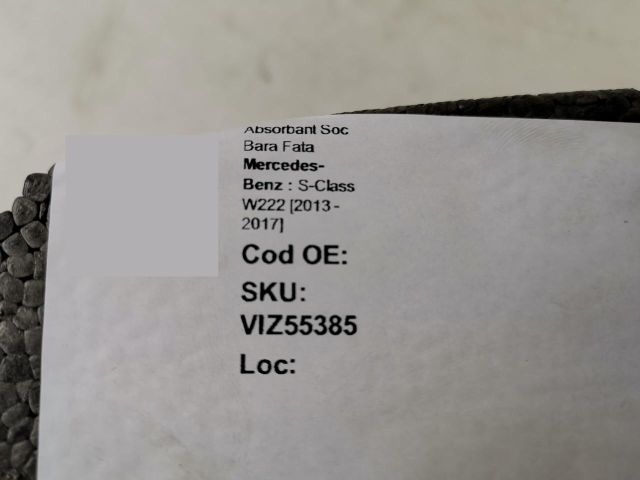 Absorbant Soc
Bara Fata
Mercedes-
Benz : S-Class
W222 [2013 -
2017]
Cod OE:
SKU:
VIZ55385
Loc: